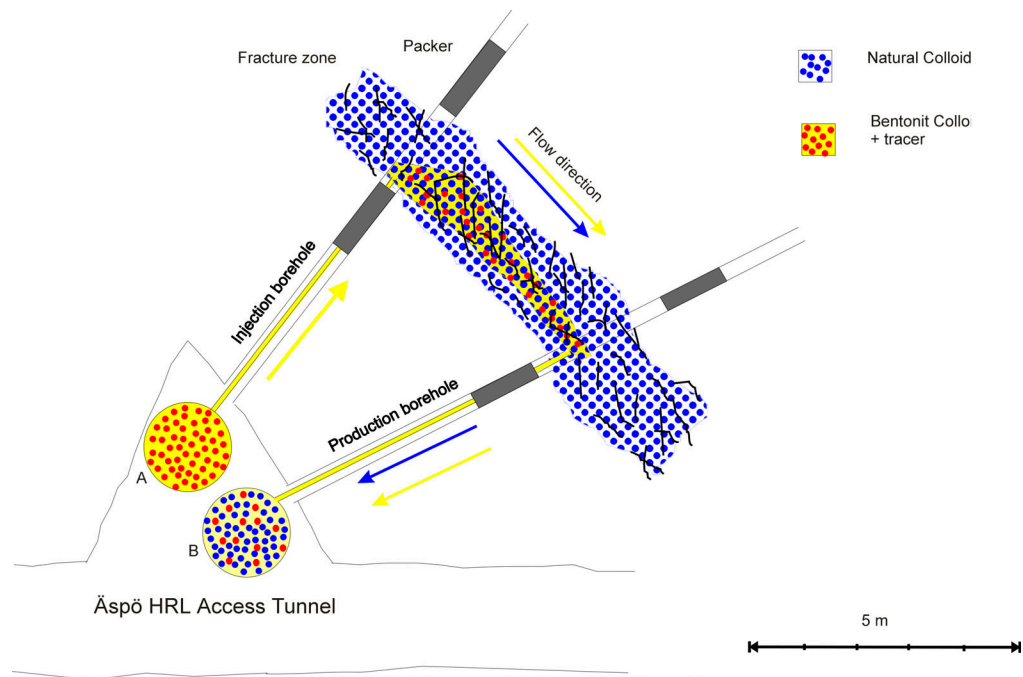 Packer
Fracture zone
Natural Colloid
Bentonit Collo
+ tracer
Flow direction
Injection borehole
Production borehole
A
B
Äspö HRL Access Tunnel
5 m